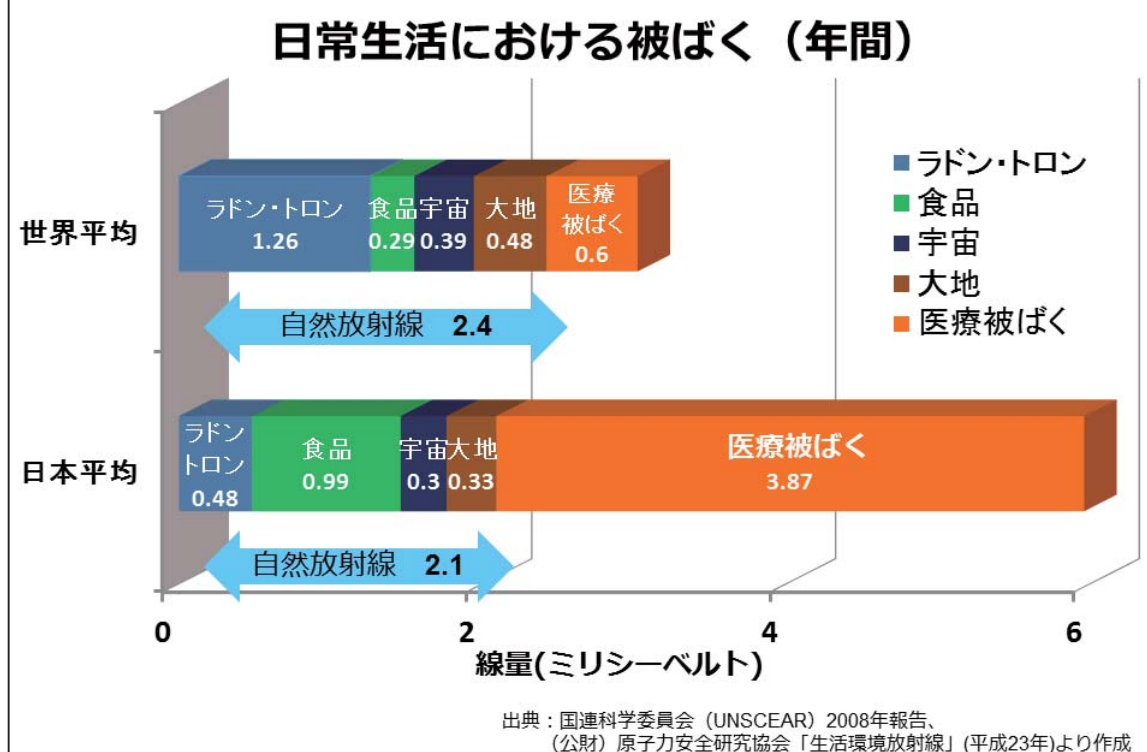 日常生活における被ばく（年間）
ラドン・トロン
食品
宇宙
大地
医療被ばく
世界平均
ラドン・トロン
1.26
食品
0.29
宇宙
0.39
大地
0.48
医療
被ばく
0.6
自然放射線 2.4
日本平均
ラドン
トロン
0.48
食品
0.99
宇宙
0.3
大地
0.33
医療被ばく
3.87
自然放射線 2.1
0 2 4 6
線量(ミリシーベルト)
出典：国連科学委員会（UNSCEAR）2008年報告、
（公財）原子力安全研究協会「生活環境放射線」(平成23年)より作成